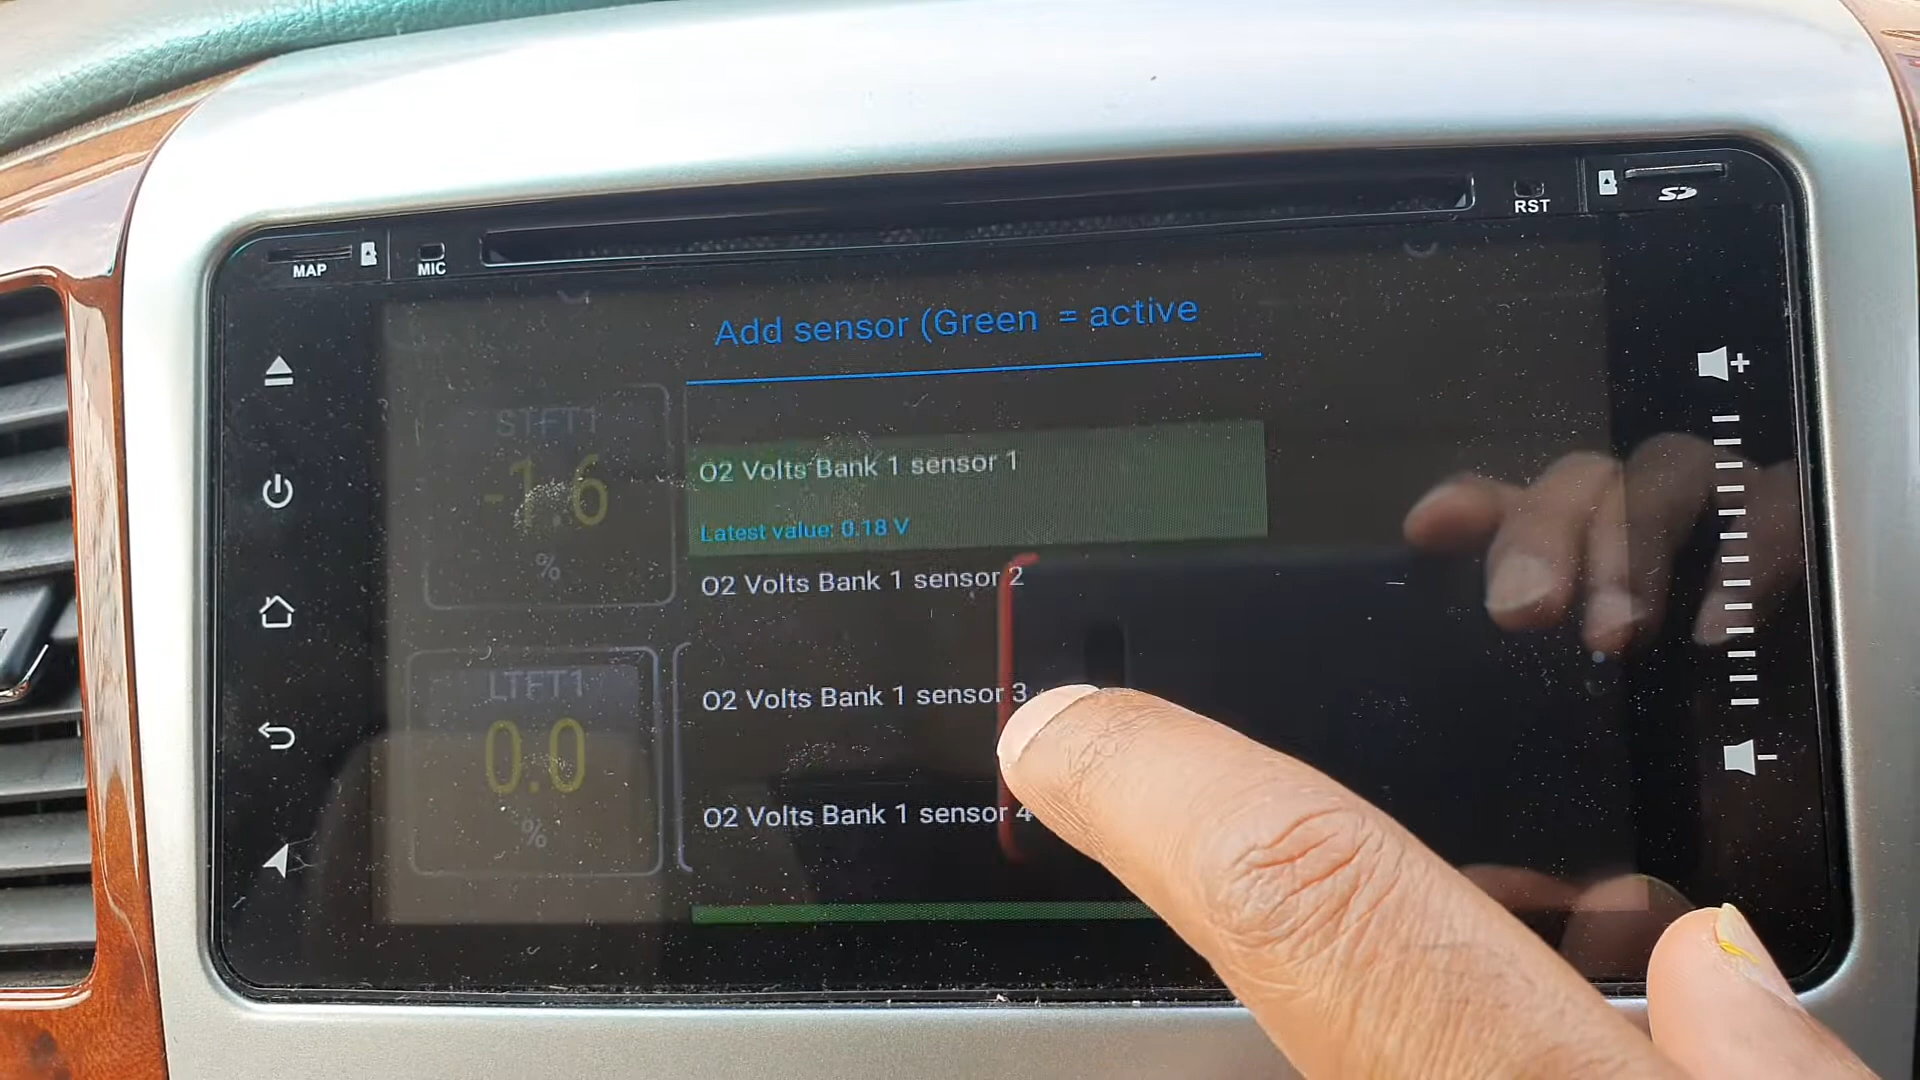 MAP
MIC
RST
SD
Add sensor (Green = active
STFT1
-1.6
%
O2 Volts Bank 1 sensor 1
Latest value: 0.18 V
O2 Volts Bank 1 sensor 2
LTFT1
0.0
%
O2 Volts Bank 1 sensor 3
O2 Volts Bank 1 sensor 4